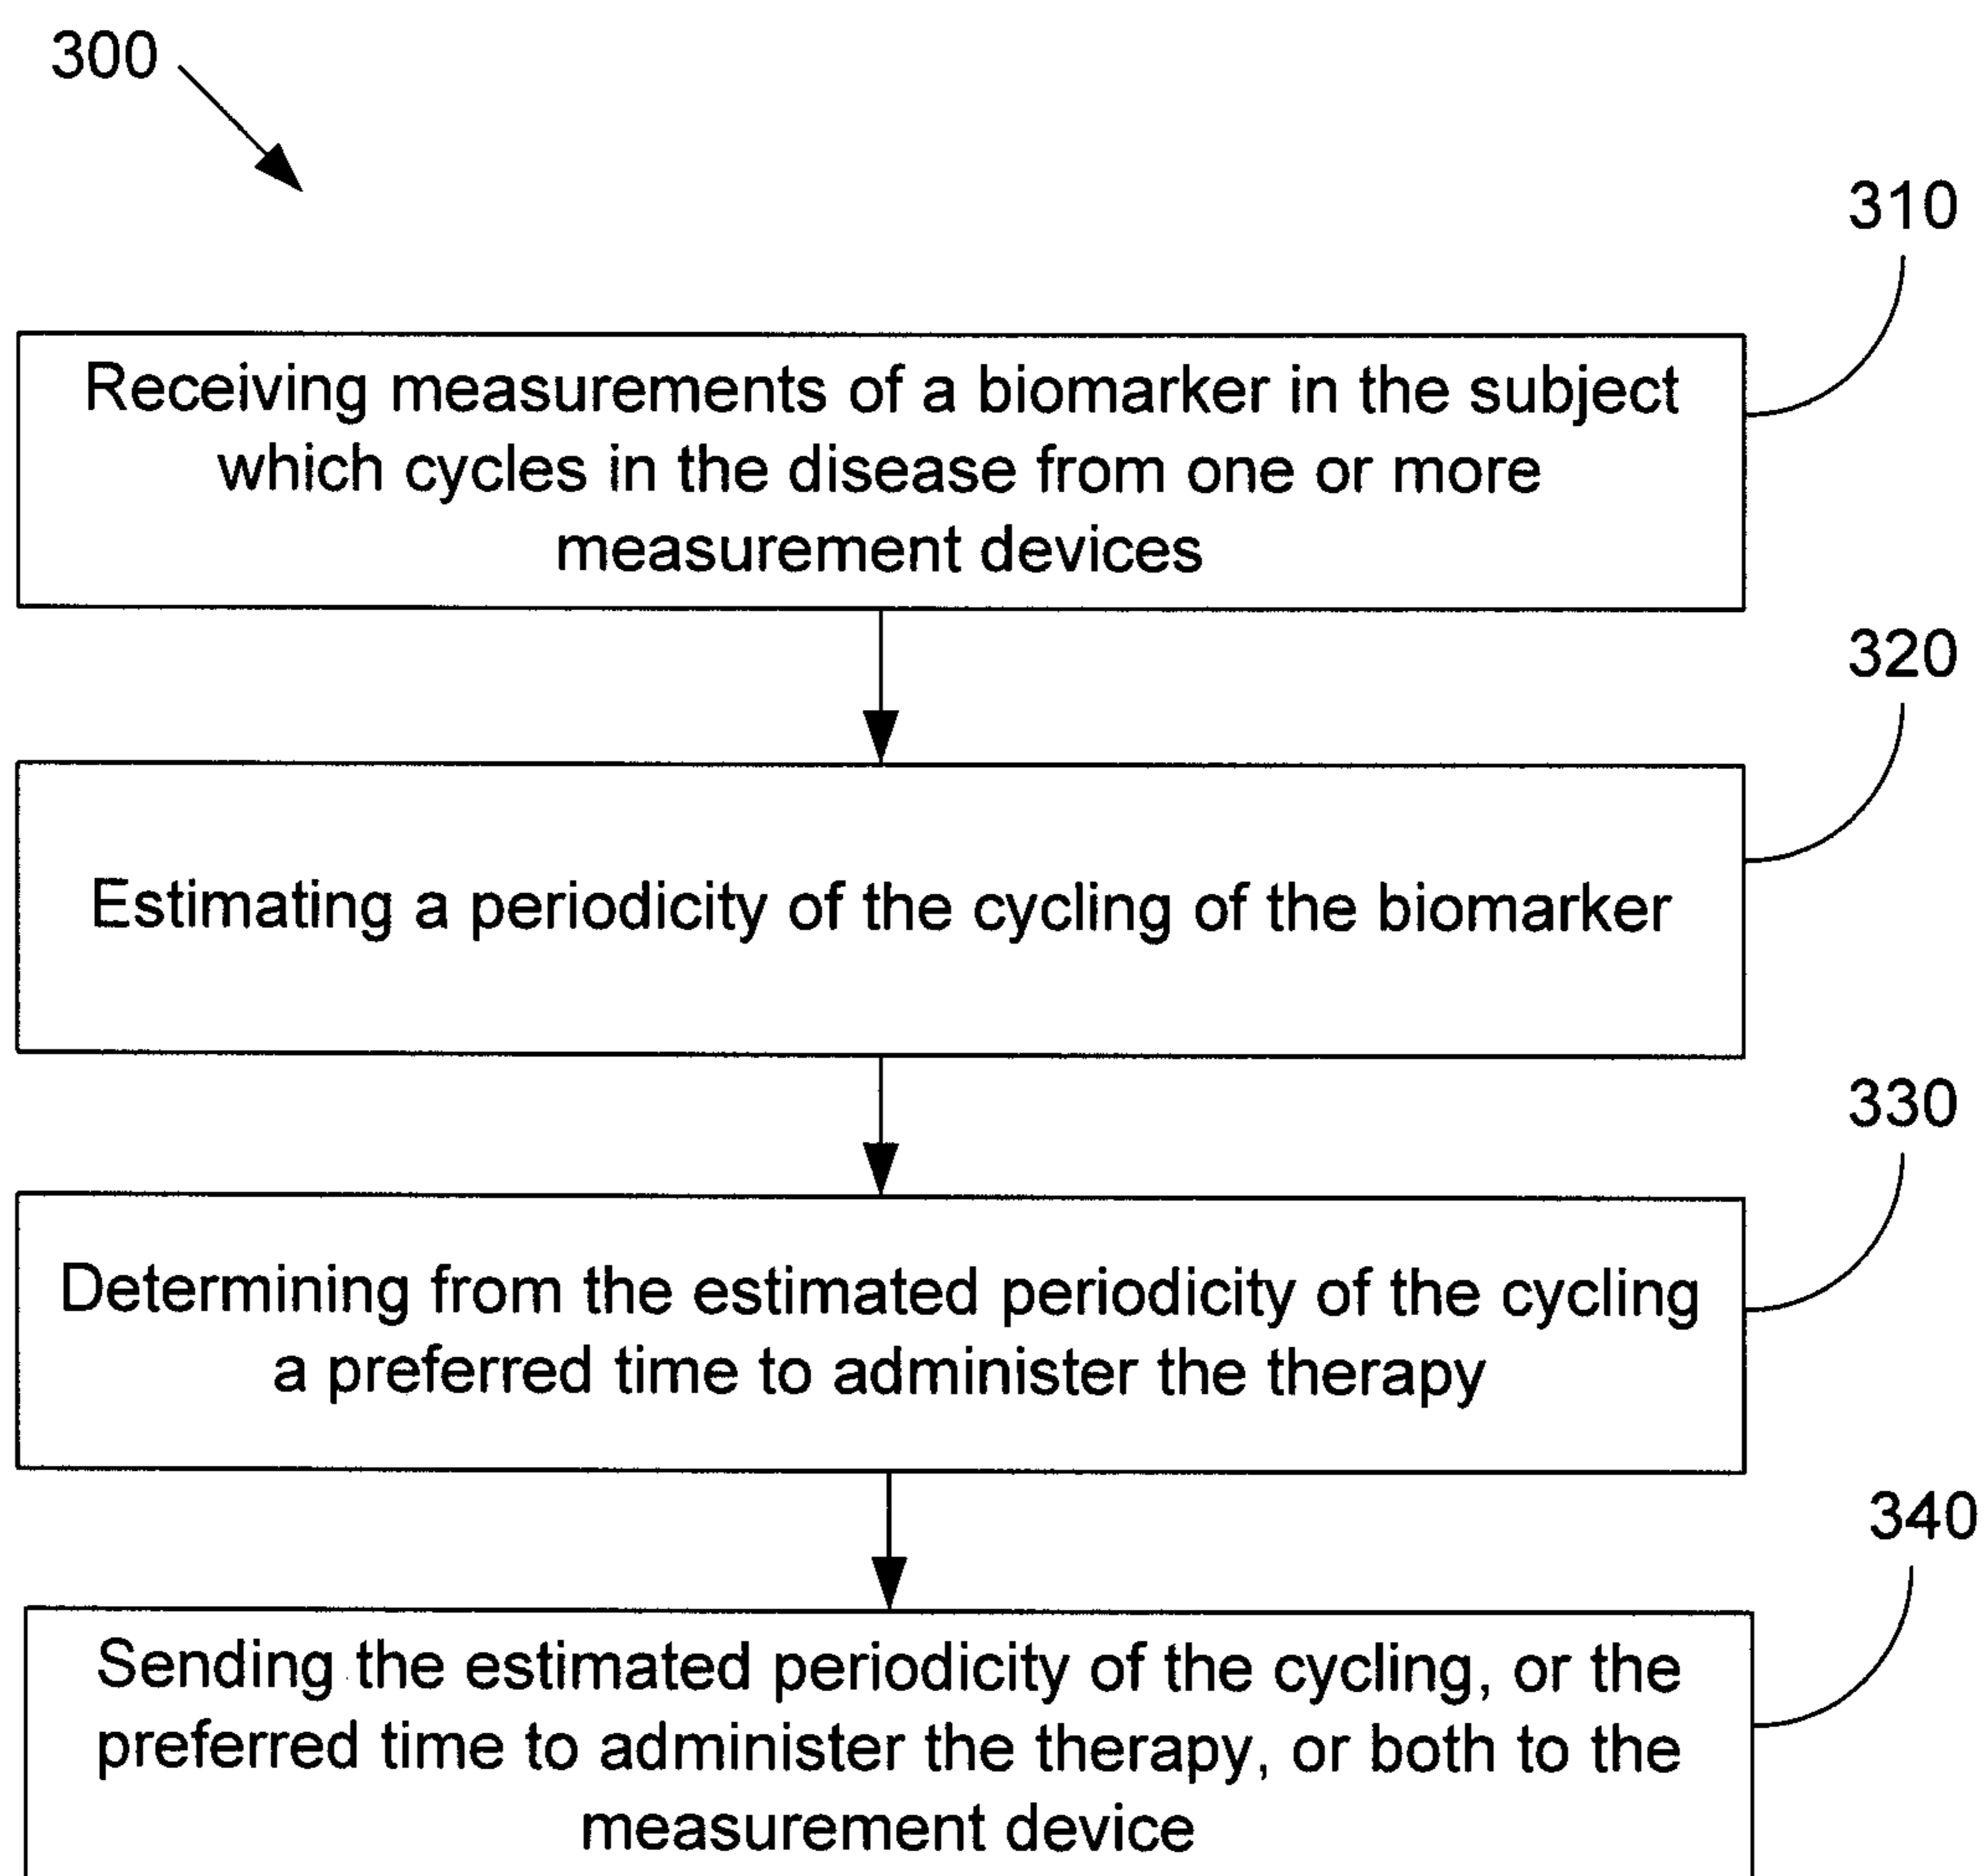 300
310
Receiving measurements of a biomarker in the subject
which cycles in the disease from one or more
measurement devices
320
Estimating a periodicity of the cycling of the biomarker
330
Determining from the estimated periodicity of the cycling
a preferred time to administer the therapy
340
Sending the estimated periodicity of the cycling, or the
preferred time to administer the therapy, or both to the
measurement device